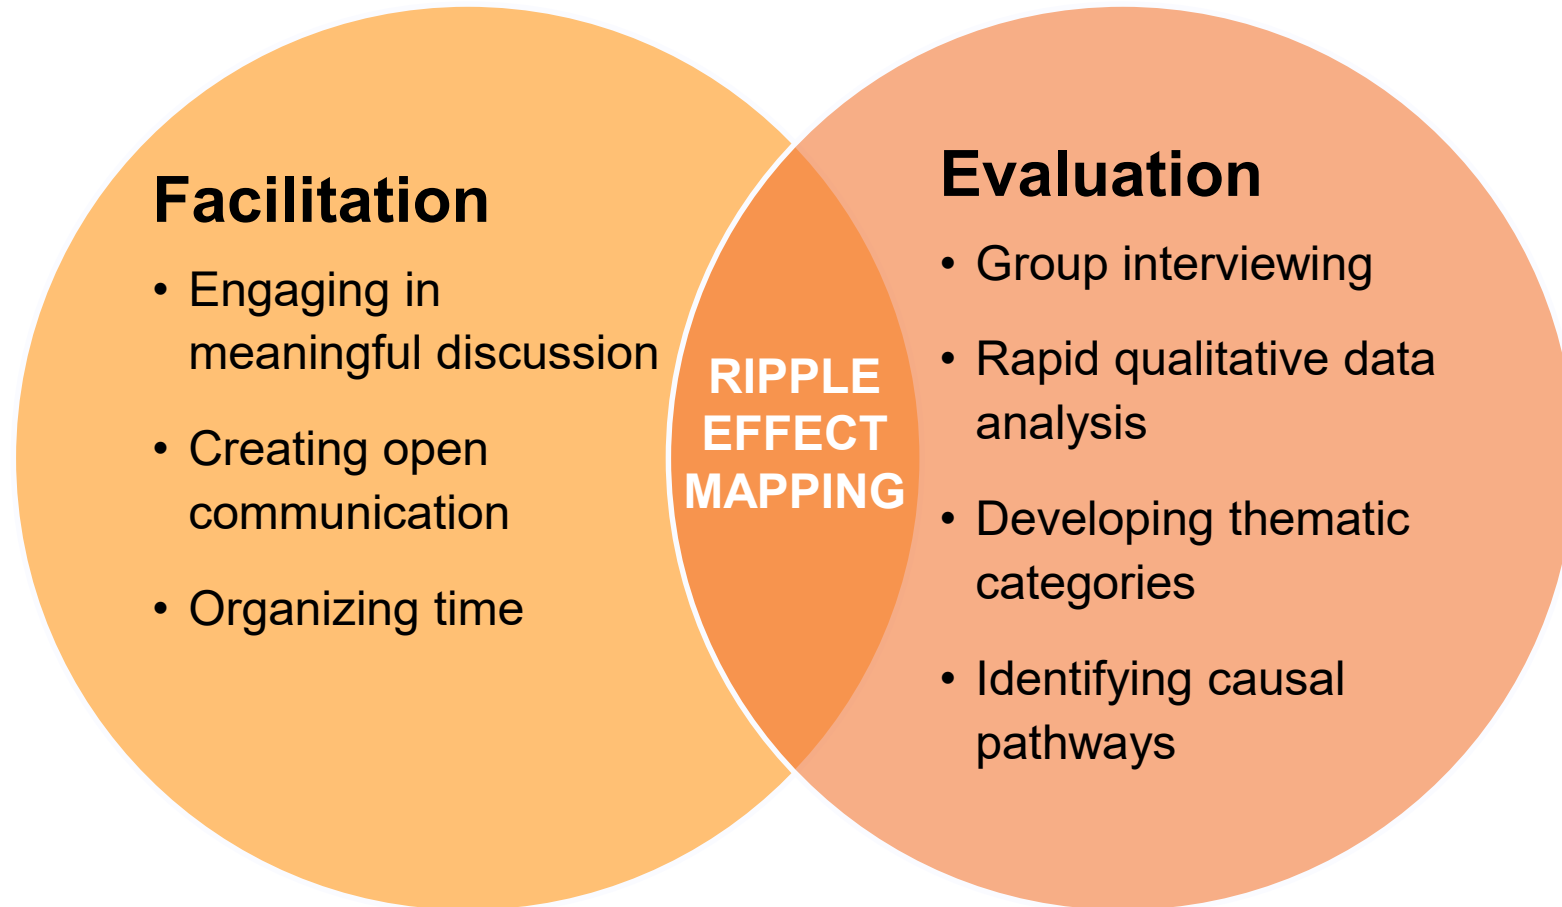 Facilitation
• Engaging in
meaningful discussion
• Creating open
communication
• Organizing time
RIPPLE
EFFECT
MAPPING
Evaluation
• Group interviewing
• Rapid qualitative data
analysis
• Developing thematic
categories
• Identifying causal
pathways